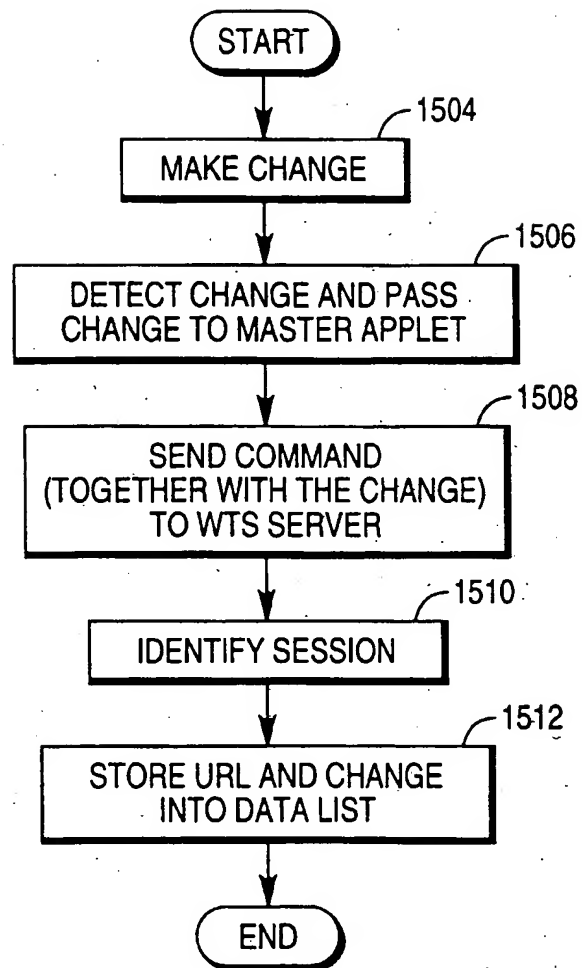 START
1504
MAKE CHANGE
1506
DETECT CHANGE AND PASS
CHANGE TO MASTER APPLET
1508
SEND COMMAND
(TOGETHER WITH THE CHANGE)
TO WTS SERVER
1510
IDENTIFY SESSION
1512
STORE URL AND CHANGE
INTO DATA LIST
END